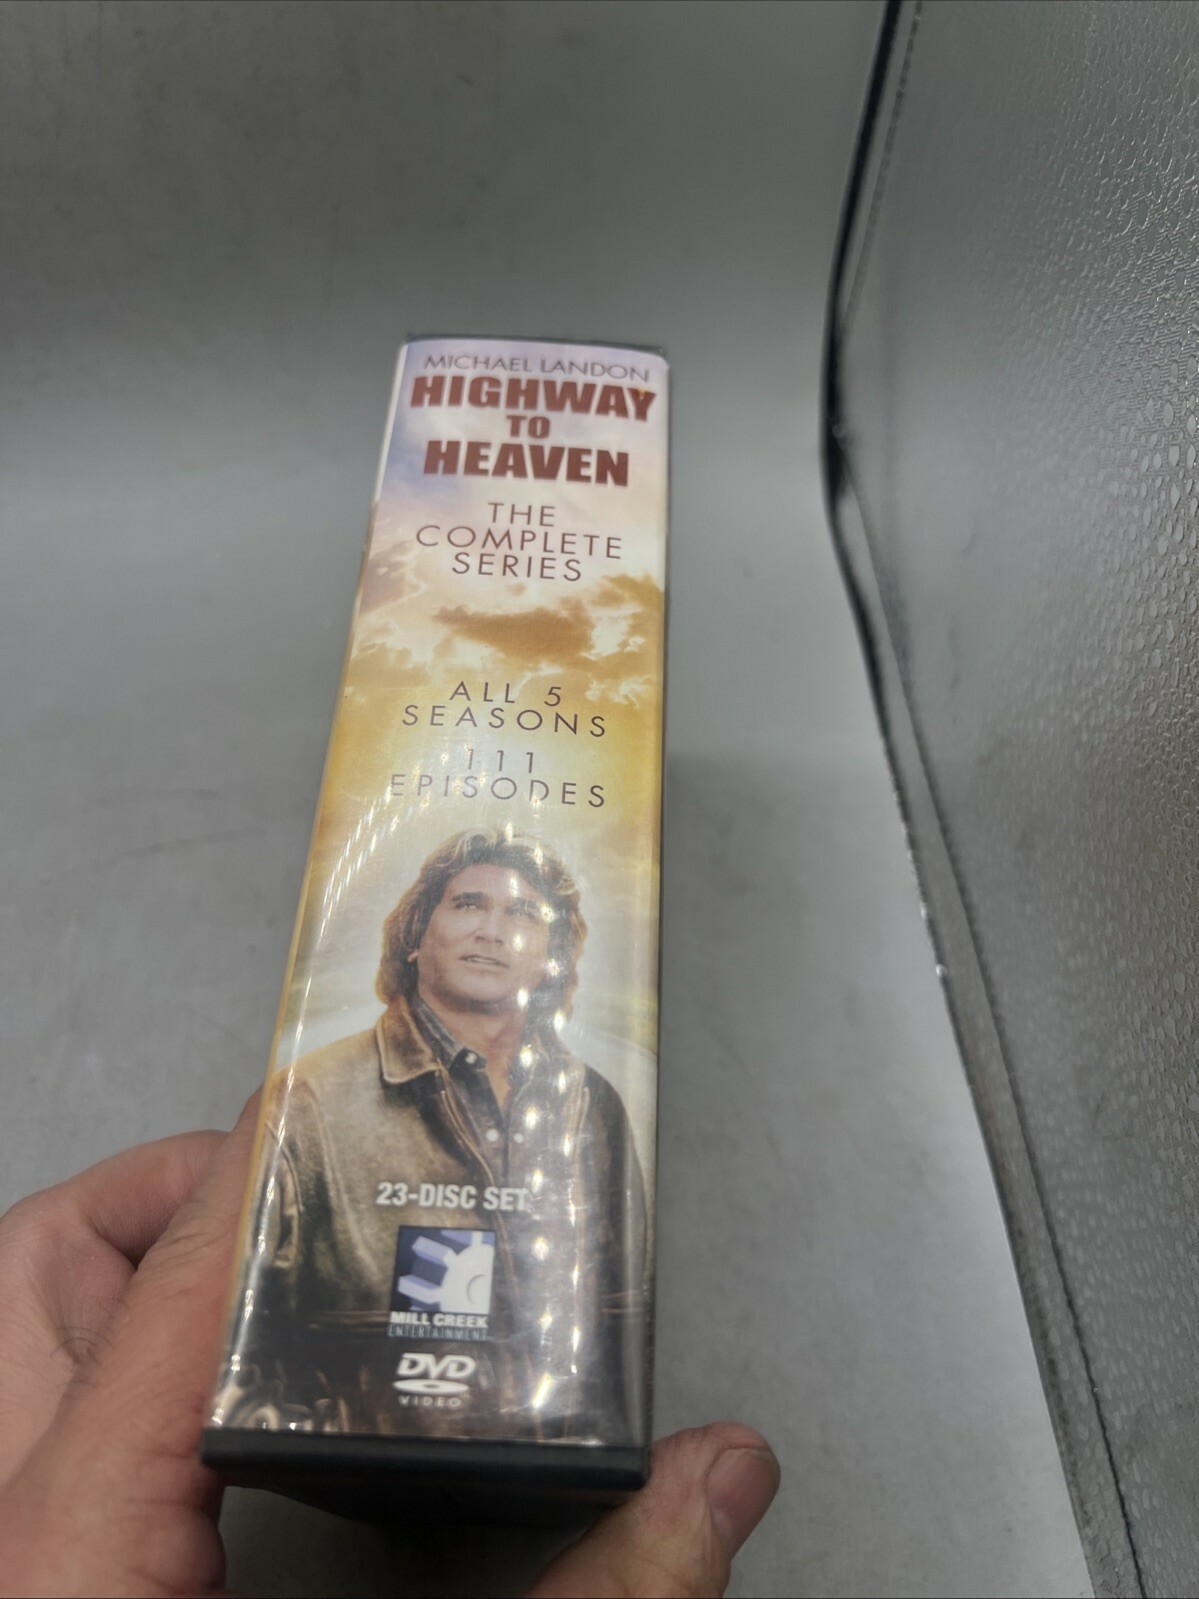 MICHAEL LANDON
HIGHWAY
TO
HEAVEN
THE
COMPLETE
SERIES
ALL 5
SEASONS
111
EPISODES
23-DISC SET
MILL CREEK
ENTERTAINMENT
DVD
VIDEO